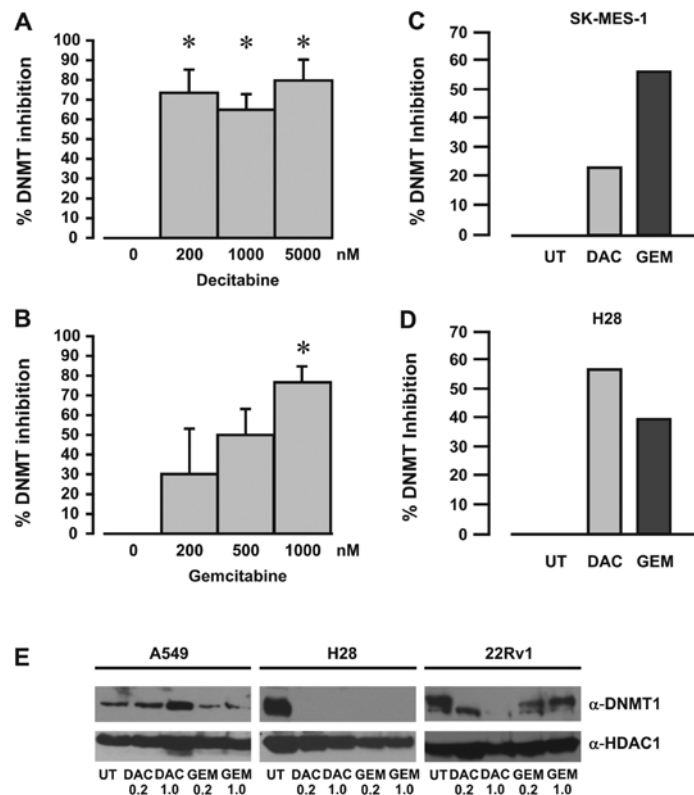 A
% DNMT inhibition
100
90
80
70
60
50
40
30
20
10
0
* * *
0 200 1000 5000 nM
Decitabine
B
% DNMT inhibition
100
90
80
70
60
50
40
30
20
10
0
*
0 200 500 1000 nM
Gemcitabine
C
SK-MES-1
% DNMT Inhibition
70
60
50
40
30
20
10
0
UT DAC GEM
D
H28
% DNMT Inhibition
70
60
50
40
30
20
10
0
UT DAC GEM
E
A549 H28 22Rv1
α-DNMT1
α-HDAC1
UT DAC DAC GEM GEM UT DAC DAC GEM GEM UT DAC DAC GEM GEM
0.2 1.0 0.2 1.0 0.2 1.0 0.2 1.0 0.2 1.0 0.2 1.0